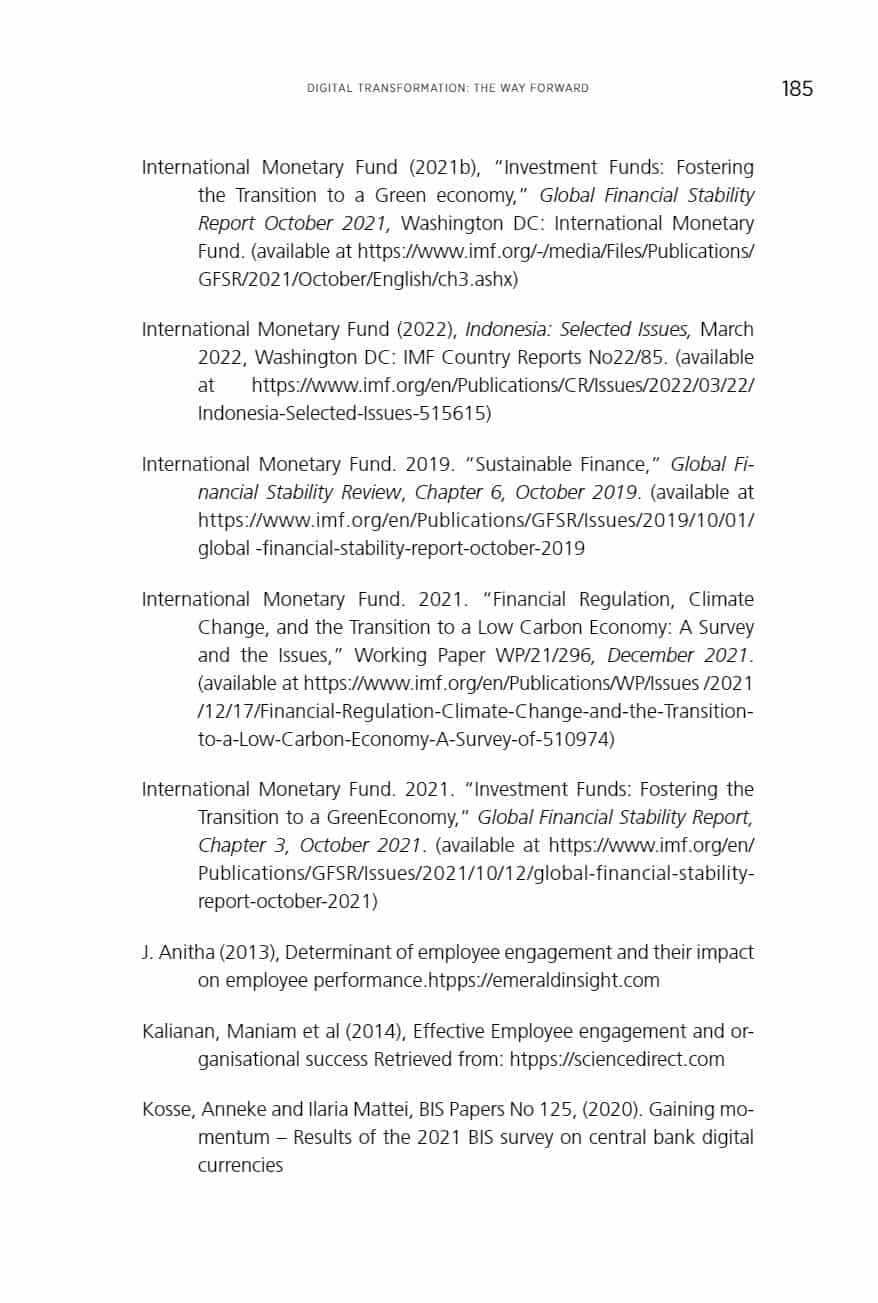 DIGITAL TRANSFORMATION: THE WAY FORWARD 185
International Monetary Fund (2021b), “Investment Funds: Fostering
the Transition to a Green economy,” Global Financial Stability
Report October 2021, Washington DC: International Monetary
Fund. (available at https://www.imf.org/-/media/Files/Publications/
GFSR/2021/October/English/ch3.ashx)
International Monetary Fund (2022), Indonesia: Selected Issues, March
2022, Washington DC: IMF Country Reports No22/85. (available
at https://www.imf.org/en/Publications/CR/Issues/2022/03/22/
Indonesia-Selected-Issues-515615)
International Monetary Fund. 2019. “Sustainable Finance,” Global Fi-
nancial Stability Review, Chapter 6, October 2019. (available at
https://www.imf.org/en/Publications/GFSR/Issues/2019/10/01/
global -financial-stability-report-october-2019
International Monetary Fund. 2021. “Financial Regulation, Climate
Change, and the Transition to a Low Carbon Economy: A Survey
and the Issues,” Working Paper WP/21/296, December 2021.
(available at https://www.imf.org/en/Publications/WP/Issues /2021
/12/17/Financial-Regulation-Climate-Change-and-the-Transition-
to-a-Low-Carbon-Economy-A-Survey-of-510974)
International Monetary Fund. 2021. “Investment Funds: Fostering the
Transition to a GreenEconomy,” Global Financial Stability Report,
Chapter 3, October 2021. (available at https://www.imf.org/en/
Publications/GFSR/Issues/2021/10/12/global-financial-stability-
report-october-2021)
J. Anitha (2013), Determinant of employee engagement and their impact
on employee performance.htpps://emeraldinsight.com
Kalianan, Maniam et al (2014), Effective Employee engagement and or-
ganisational success Retrieved from: htpps://sciencedirect.com
Kosse, Anneke and Ilaria Mattei, BIS Papers No 125, (2020). Gaining mo-
mentum – Results of the 2021 BIS survey on central bank digital
currencies